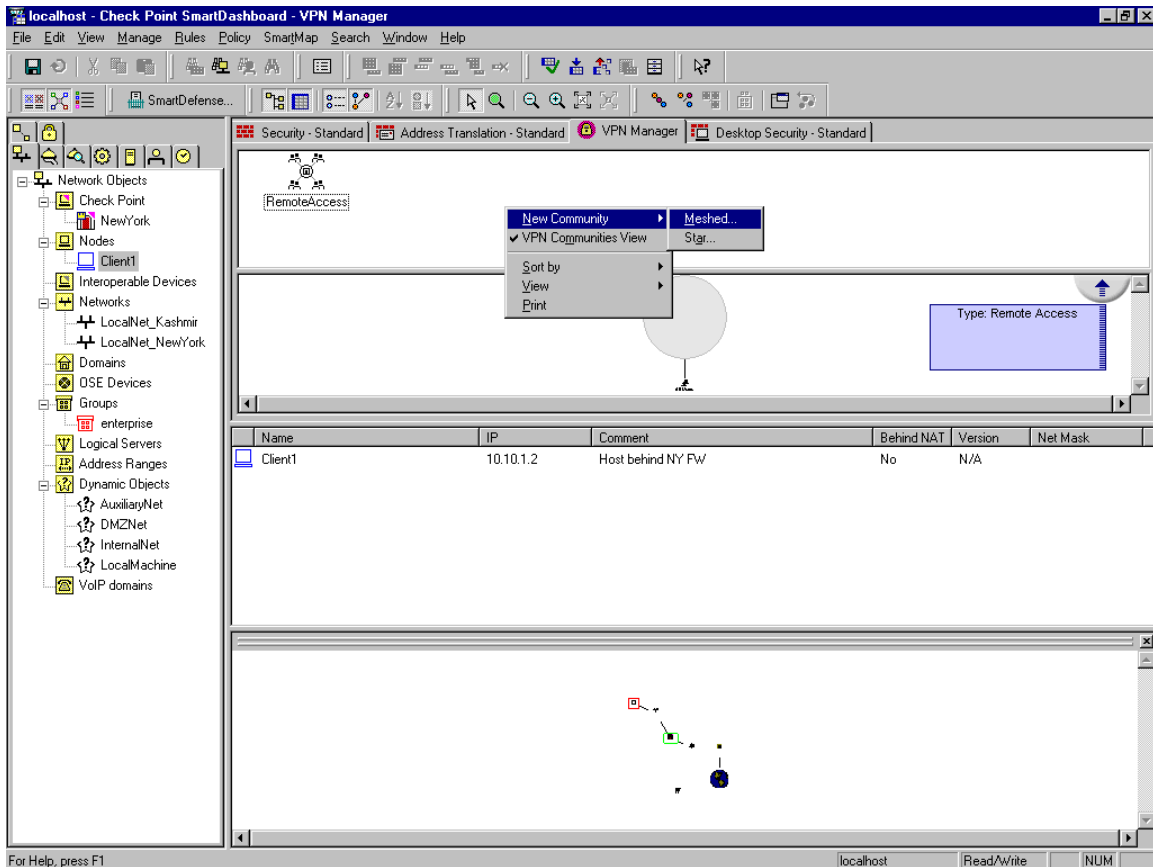 localhost - Check Point SmartDashboard - VPN Manager
File Edit View Manage Rules Policy SmartMap Search Window Help
SmartDefense...
Security - Standard
Address Translation - Standard
VPN Manager
Desktop Security - Standard
Network Objects
Check Point
NewYork
Nodes
Client1
Interoperable Devices
Networks
LocalNet_Kashmir
LocalNet_NewYork
Domains
OSE Devices
Groups
enterprise
Logical Servers
Address Ranges
Dynamic Objects
AuxiliaryNet
DMZNet
InternalNet
LocalMachine
VoIP domains
RemoteAccess
New Community
VPN Communities View
Sort by
View
Print
Meshed...
Star...
Type: Remote Access
Name IP Comment Behind NAT Version Net Mask
Client1 10.10.1.2 Host behind NY FW No N/A
For Help, press F1
localhost Read/Write NUM